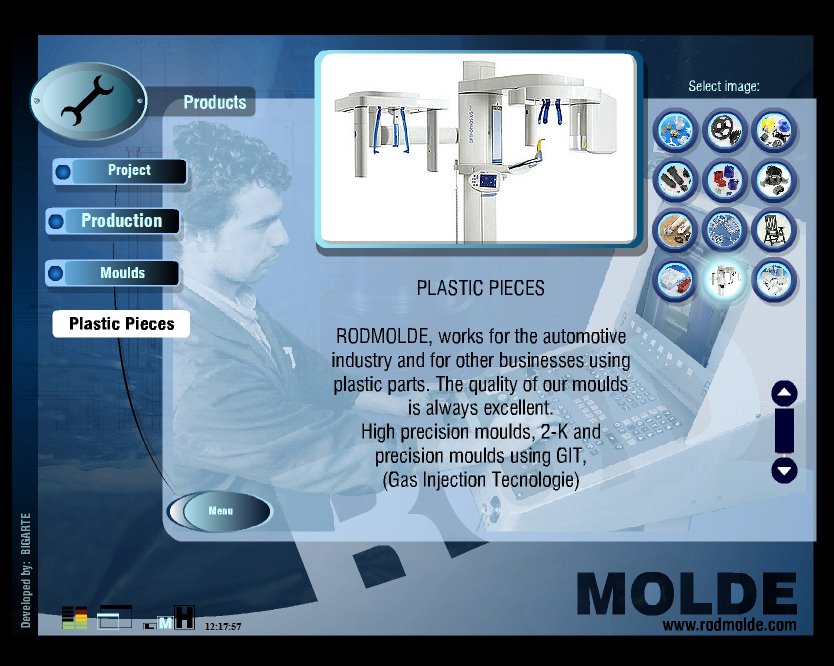 Products
Select image:
Project
Production
Moulds
Plastic Pieces
PLASTIC PIECES
RODMOLDE, works for the automotive
industry and for other businesses using
plastic parts. The quality of our moulds
is always excellent.
High precision moulds, 2-K and
precision moulds using GIT,
(Gas Injection Tecnologie)
Menu
Developed by: BIGARTE
M H
12:17:57
MOLDE
www.rodmolde.com